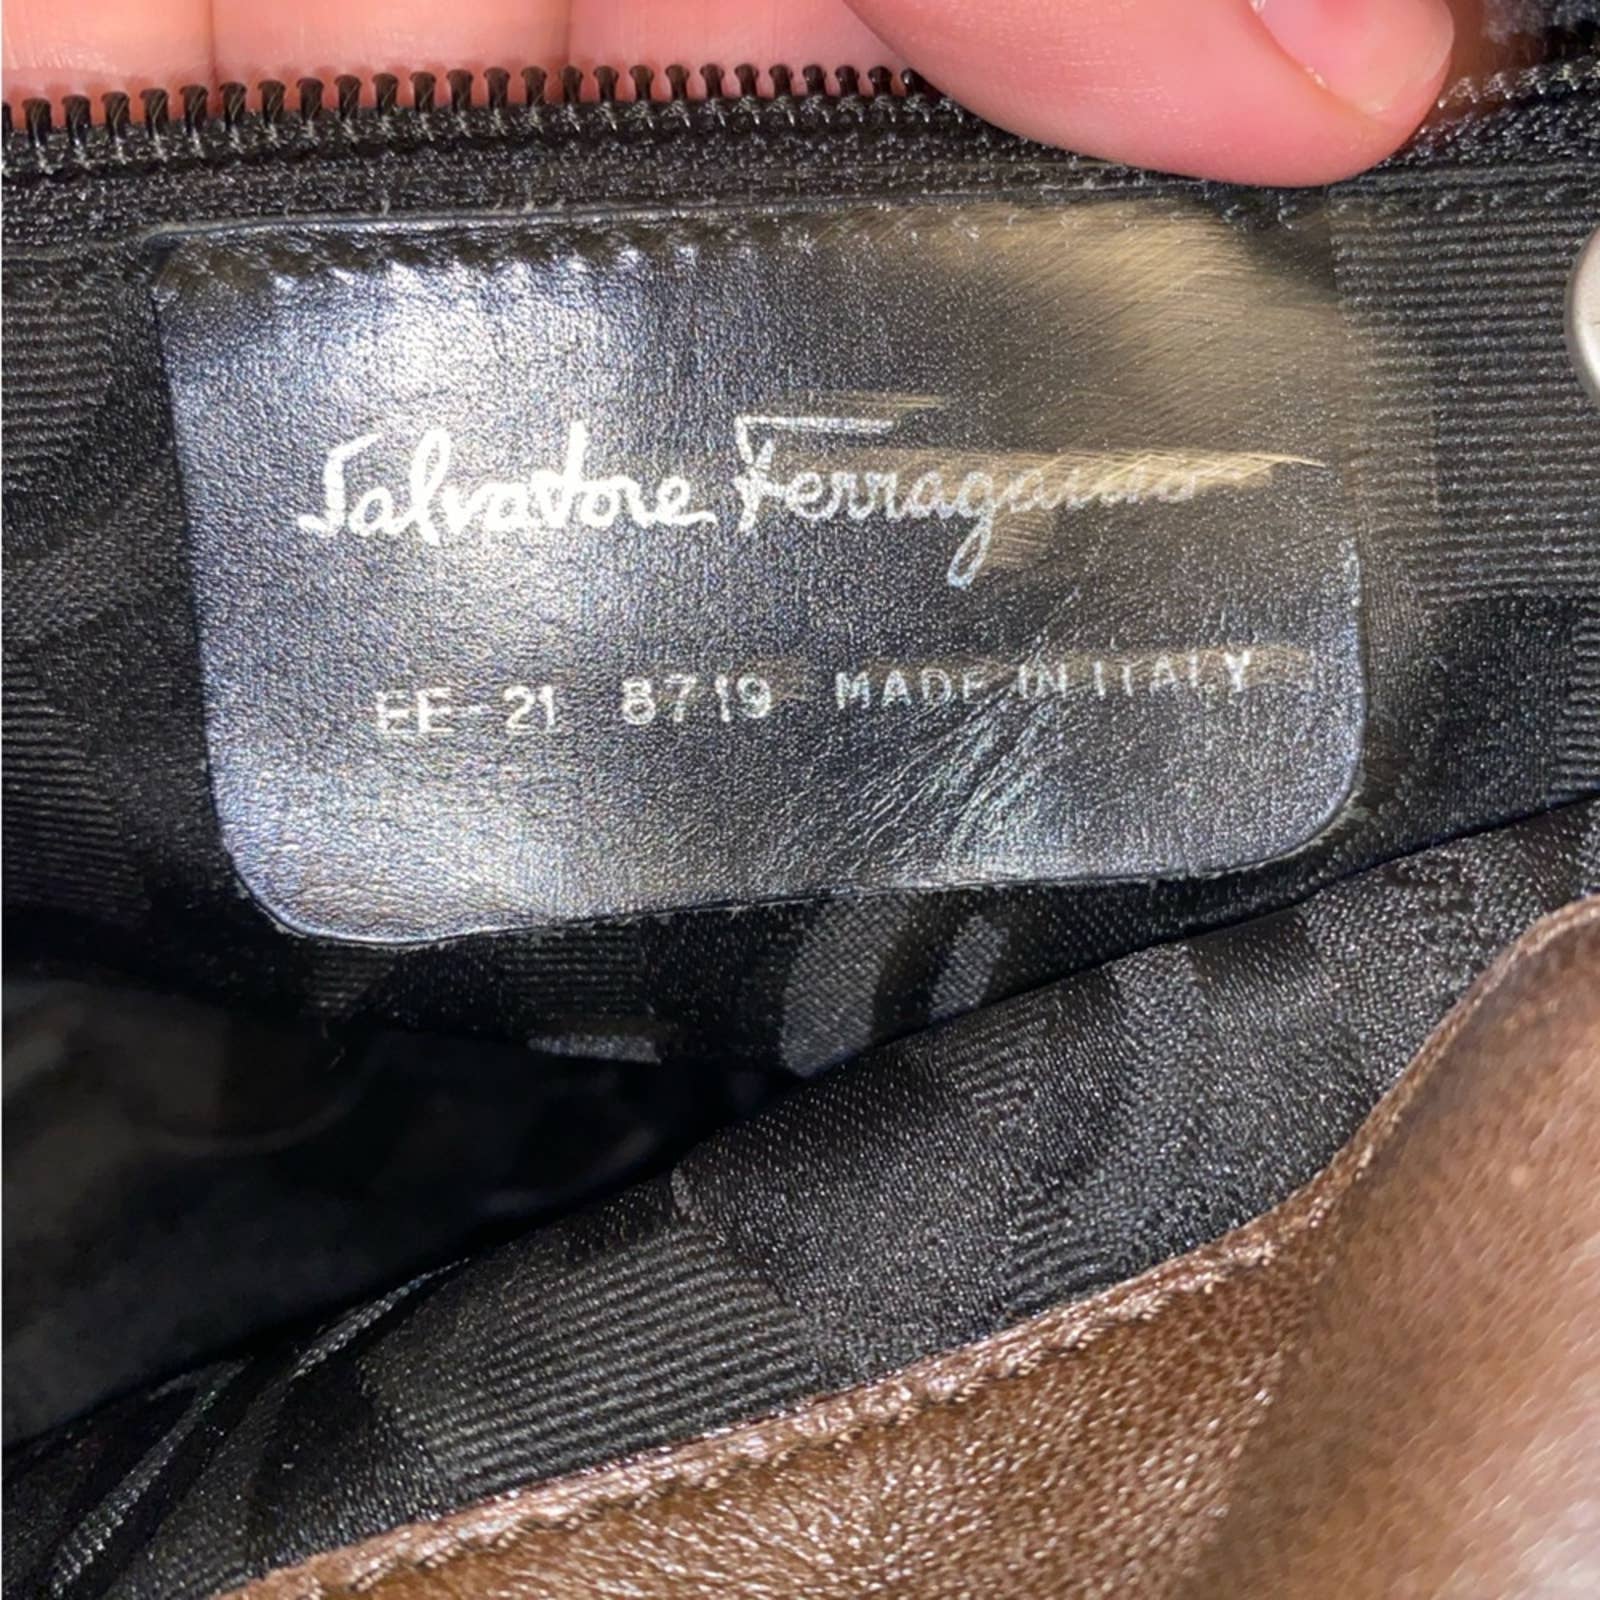 Salvatore Ferragamo
EE-21 8719 MADE IN ITALY